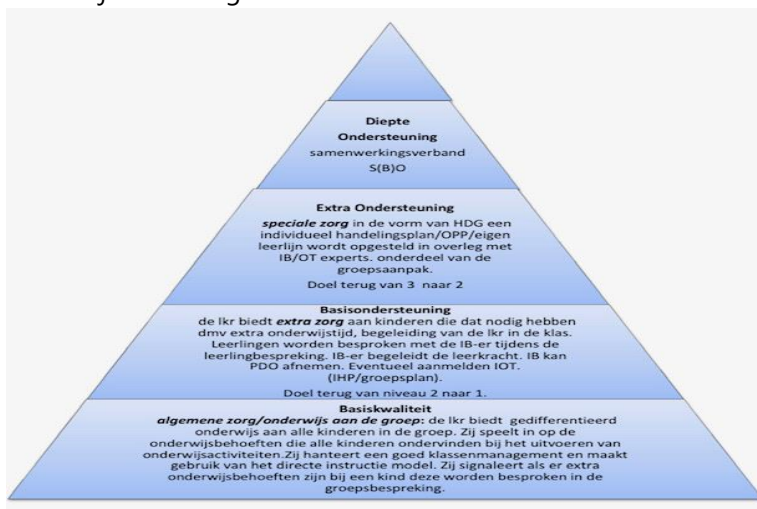 Diepte
Ondersteuning
samenwerkingsverband
S(B)O
Extra Ondersteuning
speciale zorg in de vorm van HDG een
individueel handelingsplan/OPP/eigen
leerlijn wordt opgesteld in overleg met
IB/OT experts. onderdeel van de
groepsaanpak.
Doel terug van 3 naar 2
Basisondersteuning
de lkr biedt extra zorg aan kinderen die dat nodig hebben
dmv extra onderwijstijd, begeleiding van de lkr in de klas.
Leerlingen worden besproken met de IB-er tijdens de
leerlingbespreking. IB-er begeleidt de leerkracht. IB kan
PDO afnemen. Eventueel aanmelden IOT.
(IHP/groepsplan).
Doel terug van niveau 2 naar 1.
Basiskwaliteit
algemene zorg/onderwijs aan de groep: de lkr biedt gedifferentieerd
onderwijs aan alle kinderen in de groep. Zij speelt in op de
onderwijsbehoeften die alle kinderen ondervinden bij het uitvoeren van
onderwijsactiviteiten.Zij hanteert een goed klassenmanagement en maakt
gebruik van het directe instructie model. Zij signaleert als er extra
onderwijsbehoeften zijn bij een kind deze worden besproken in de
groepsbespreking.